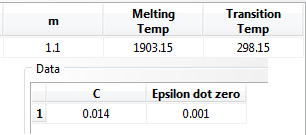 m Melting Temp Transition Temp
1.1 1903.15 298.15
Data
C Epsilon dot zero
1 0.014 0.001